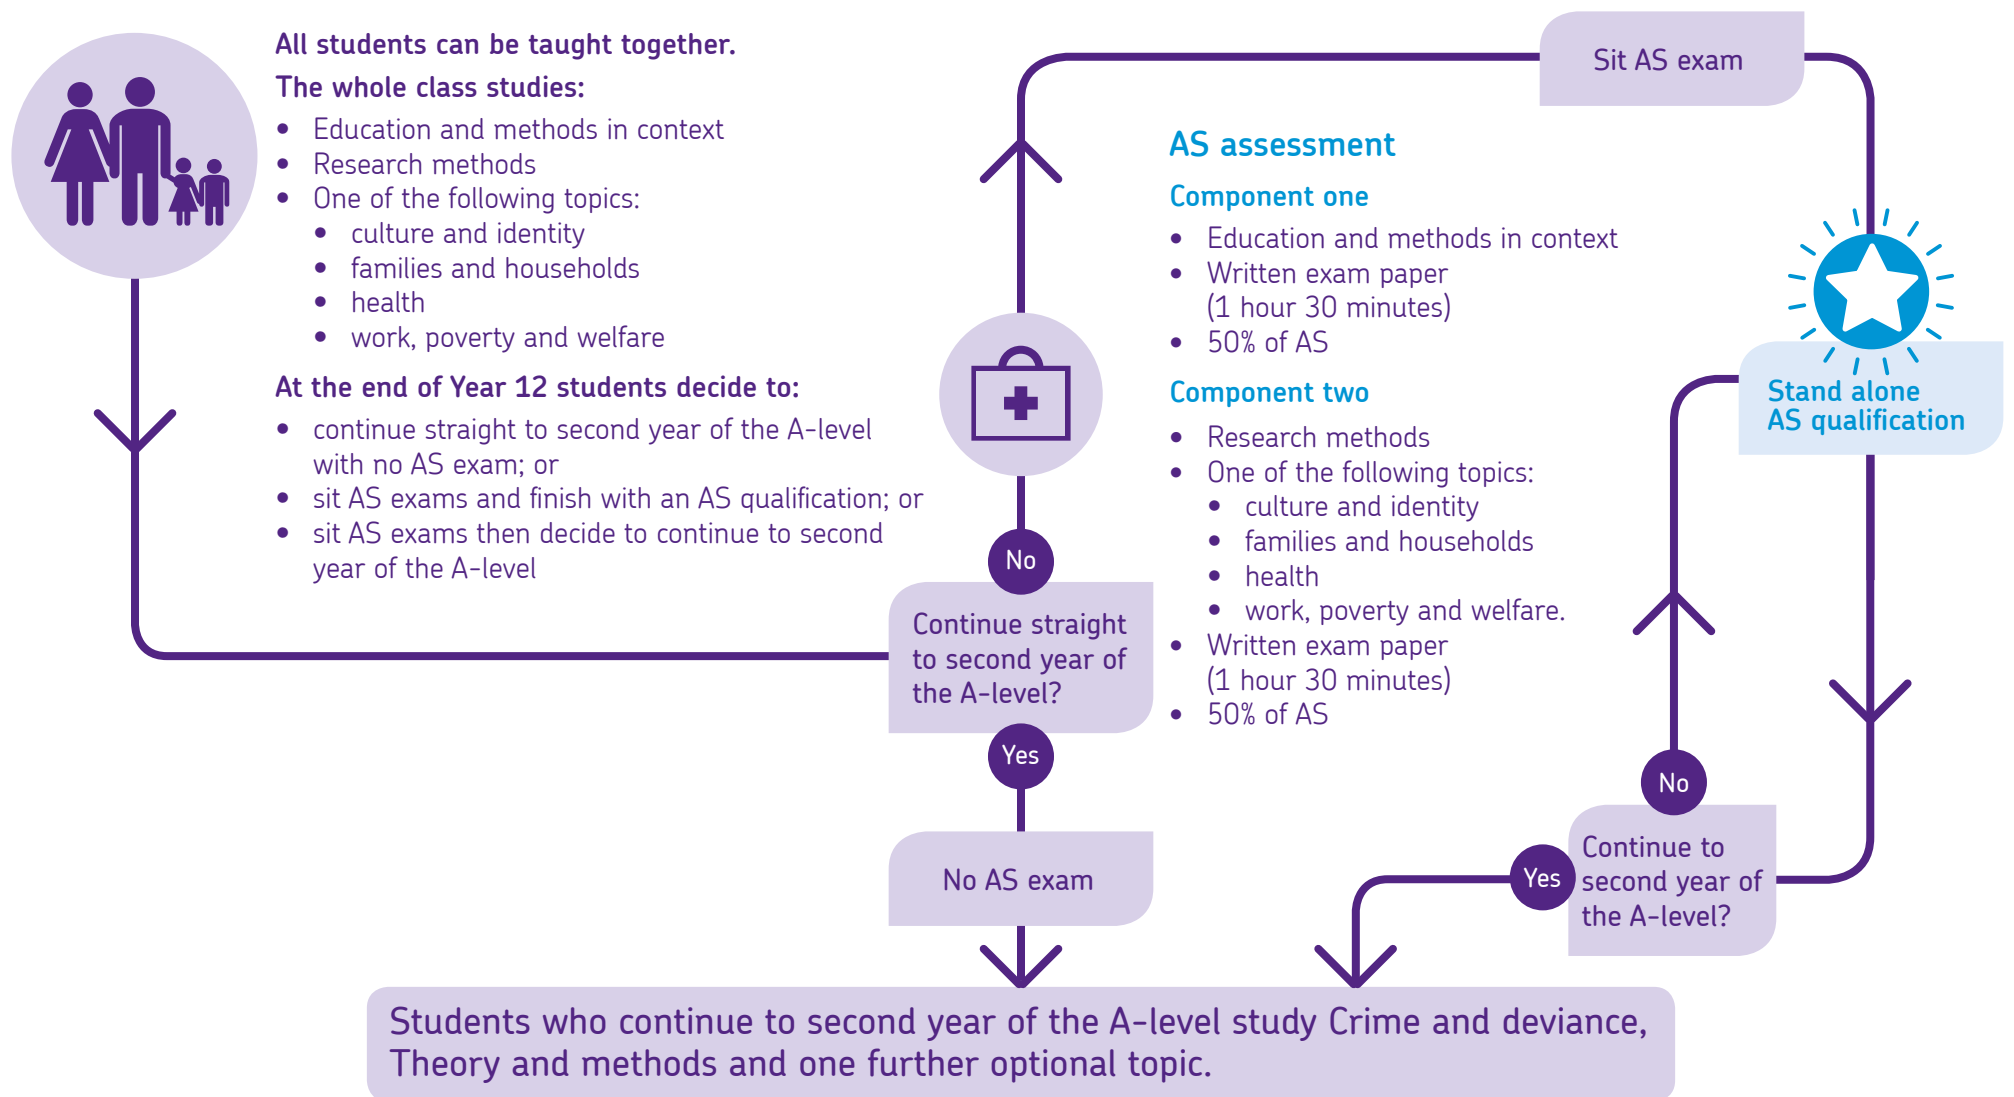 All students can be taught together.
The whole class studies:
• Education and methods in context
• Research methods
• One of the following topics:
• culture and identity
• families and households
• health
• work, poverty and welfare
At the end of Year 12 students decide to:
• continue straight to second year of the A-level
with no AS exam; or
• sit AS exams and finish with an AS qualification; or
• sit AS exams then decide to continue to second
year of the A-level
No
Continue straight
to second year of
the A-level?
Yes
No AS exam
Sit AS exam
AS assessment
Component one
• Education and methods in context
• Written exam paper
(1 hour 30 minutes)
• 50% of AS
Component two
• Research methods
• One of the following topics:
• culture and identity
• families and households
• health
• work, poverty and welfare.
• Written exam paper
(1 hour 30 minutes)
• 50% of AS
Stand alone
AS qualification
No
Yes
Continue to
second year of
the A-level?
Students who continue to second year of the A-level study Crime and deviance,
Theory and methods and one further optional topic.